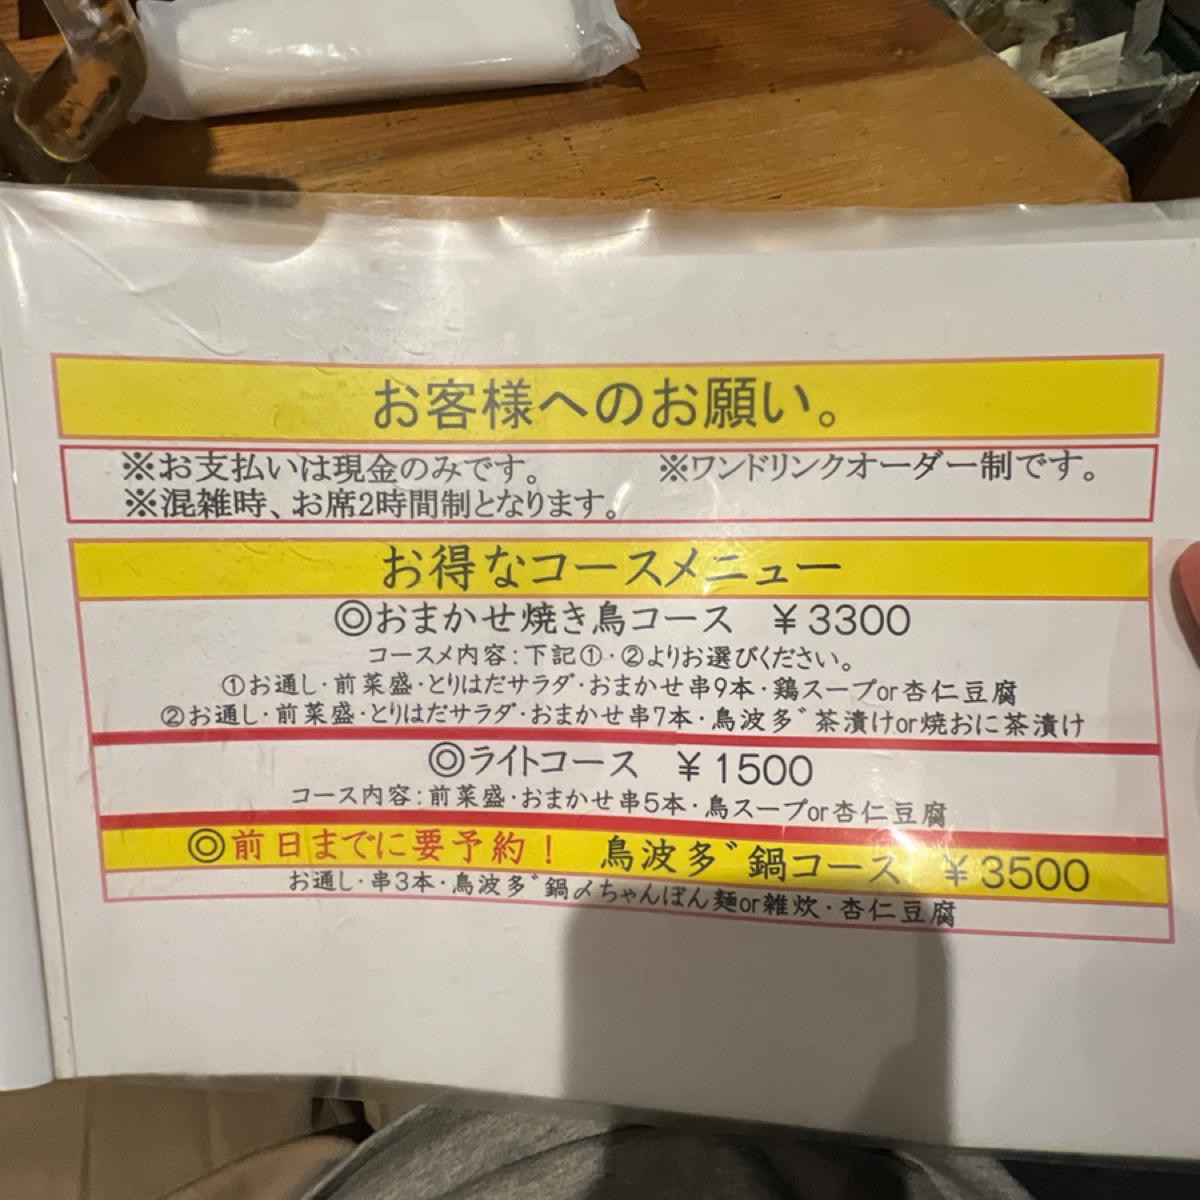 お客様へのお願い。
※お支払いは現金のみです。 ※ワンドリンクオーダー制です。
※混雑時、お席2時間制となります。
お得なコースメニュー
◎おまかせ焼き鳥コース ￥3300
コースメ内容:下記①・②よりお選びください。
①お通し・前菜盛・とりはだサラダ・おまかせ串9本・鶏スープor杏仁豆腐
②お通し・前菜盛・とりはだサラダ・おまかせ串7本・鳥波多゛茶漬けor焼おに茶漬け
◎ライトコース ￥1500
コース内容:前菜盛・おまかせ串5本・鳥スープor杏仁豆腐
◎前日までに要予約！ 鳥波多゛鍋コース ￥3500
お通し・串3本・鳥波多゛鍋〆ちゃんぽん麺or雑炊・杏仁豆腐